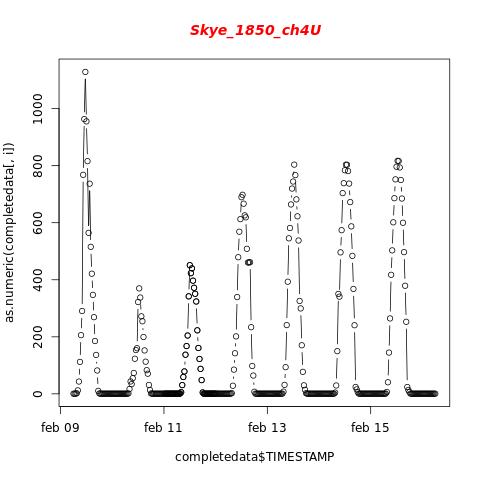 Skye_1850_ch4U
as.numeric(completedata[, i])
1000
800
600
400
200
0
feb 09
feb 11
feb 13
feb 15
completedata$TIMESTAMP